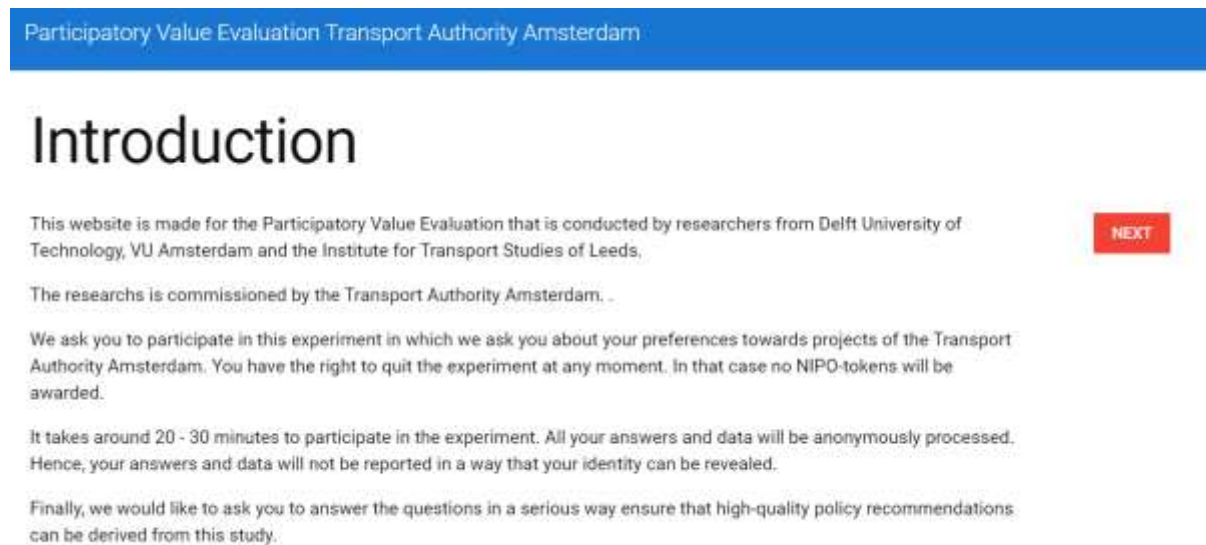 Participatory Value Evaluation Transport Authority Amsterdam
Introduction
This website is made for the Participatory Value Evaluation that is conducted by researchers from Delft University of
Technology, VU Amsterdam and the Institute for Transport Studies of Leeds.
NEXT
The researchs is commissioned by the Transport Authority Amsterdam. .
We ask you to participate in this experiment in which we ask you about your preferences towards projects of the Transport
Authority Amsterdam. You have the right to quit the experiment at any moment. In that case no NIPO-tokens will be
awarded.
It takes around 20 - 30 minutes to participate in the experiment. All your answers and data will be anonymously processed.
Hence, your answers and data will not be reported in a way that your identity can be revealed.
Finally, we would like to ask you to answer the questions in a serious way ensure that high-quality policy recommendations
can be derived from this study.